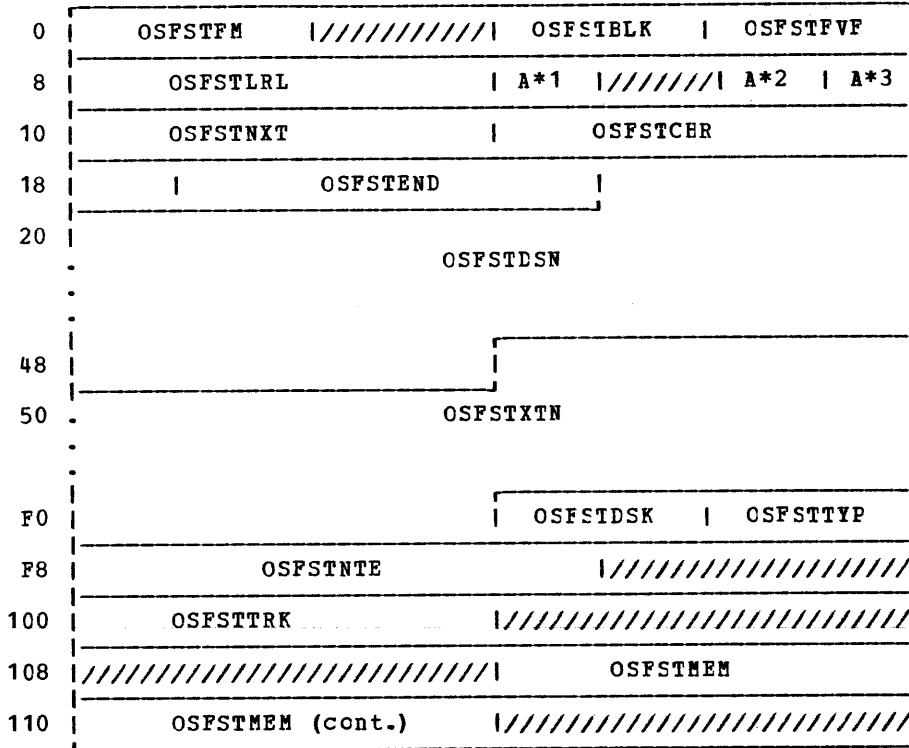 0 OSFSTFM OSFSTBLK OSFSTFVF
8 OSFSTLRL A*1 A*2 A*3
10 OSFSTNXT OSFSTCHR
18 OSFSTEND
20
OSFSTDSN
48
50 OSFSTXTN
F0 OSFSTDSK OSFSTTYP
F8 OSFSTNTE
100 OSFSTTRK
108 OSFSTMEM
110 OSFSTMEM (cont.)